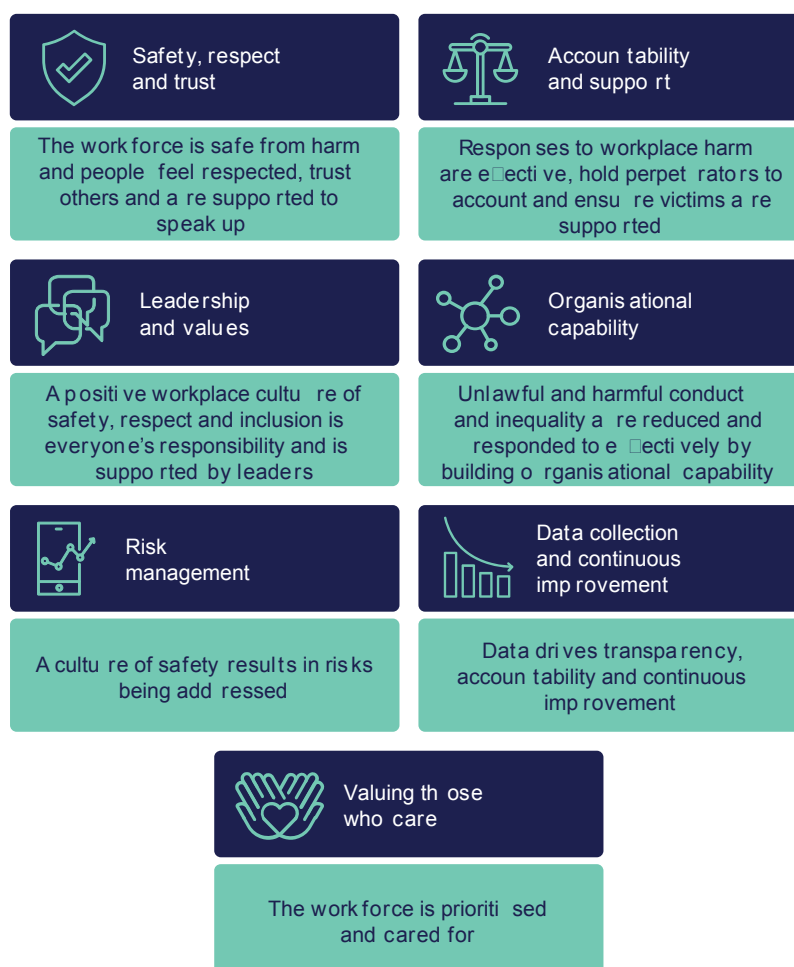 Safety, respect
and trust
The workforce is safe from harm
and people feel respected, trust
others and are supported to
speak up
Accountability
and support
Responses to workplace harm
are e□ective, hold perpetrators to
account and ensure victims are
supported
Leadership
and values
A positive workplace culture of
safety, respect and inclusion is
everyone’s responsibility and is
supported by leaders
Organisational
capability
Unlawful and harmful conduct
and inequality are reduced and
responded to e□ectively by
building organisational capability
Risk
management
A culture of safety results in risks
being addressed
Data collection
and continuous
improvement
Data drives transparency,
accountability and continuous
improvement
Valuing those
who care
The workforce is prioritised
and cared for